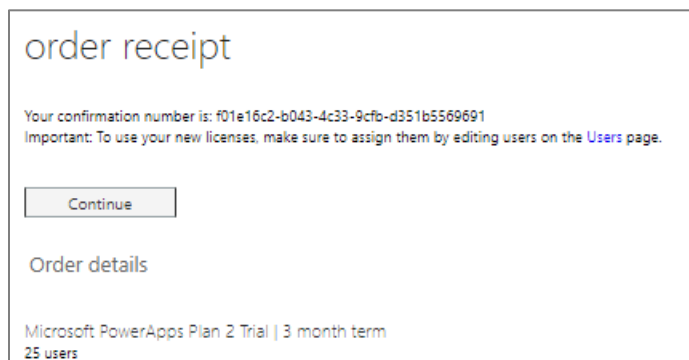 order receipt
Your confirmation number is: f01e16c2-b043-4c33-9cfb-d351b5569691
Important: To use your new licenses, make sure to assign them by editing users on the Users page.
Continue
Order details
Microsoft PowerApps Plan 2 Trial | 3 month term
25 users